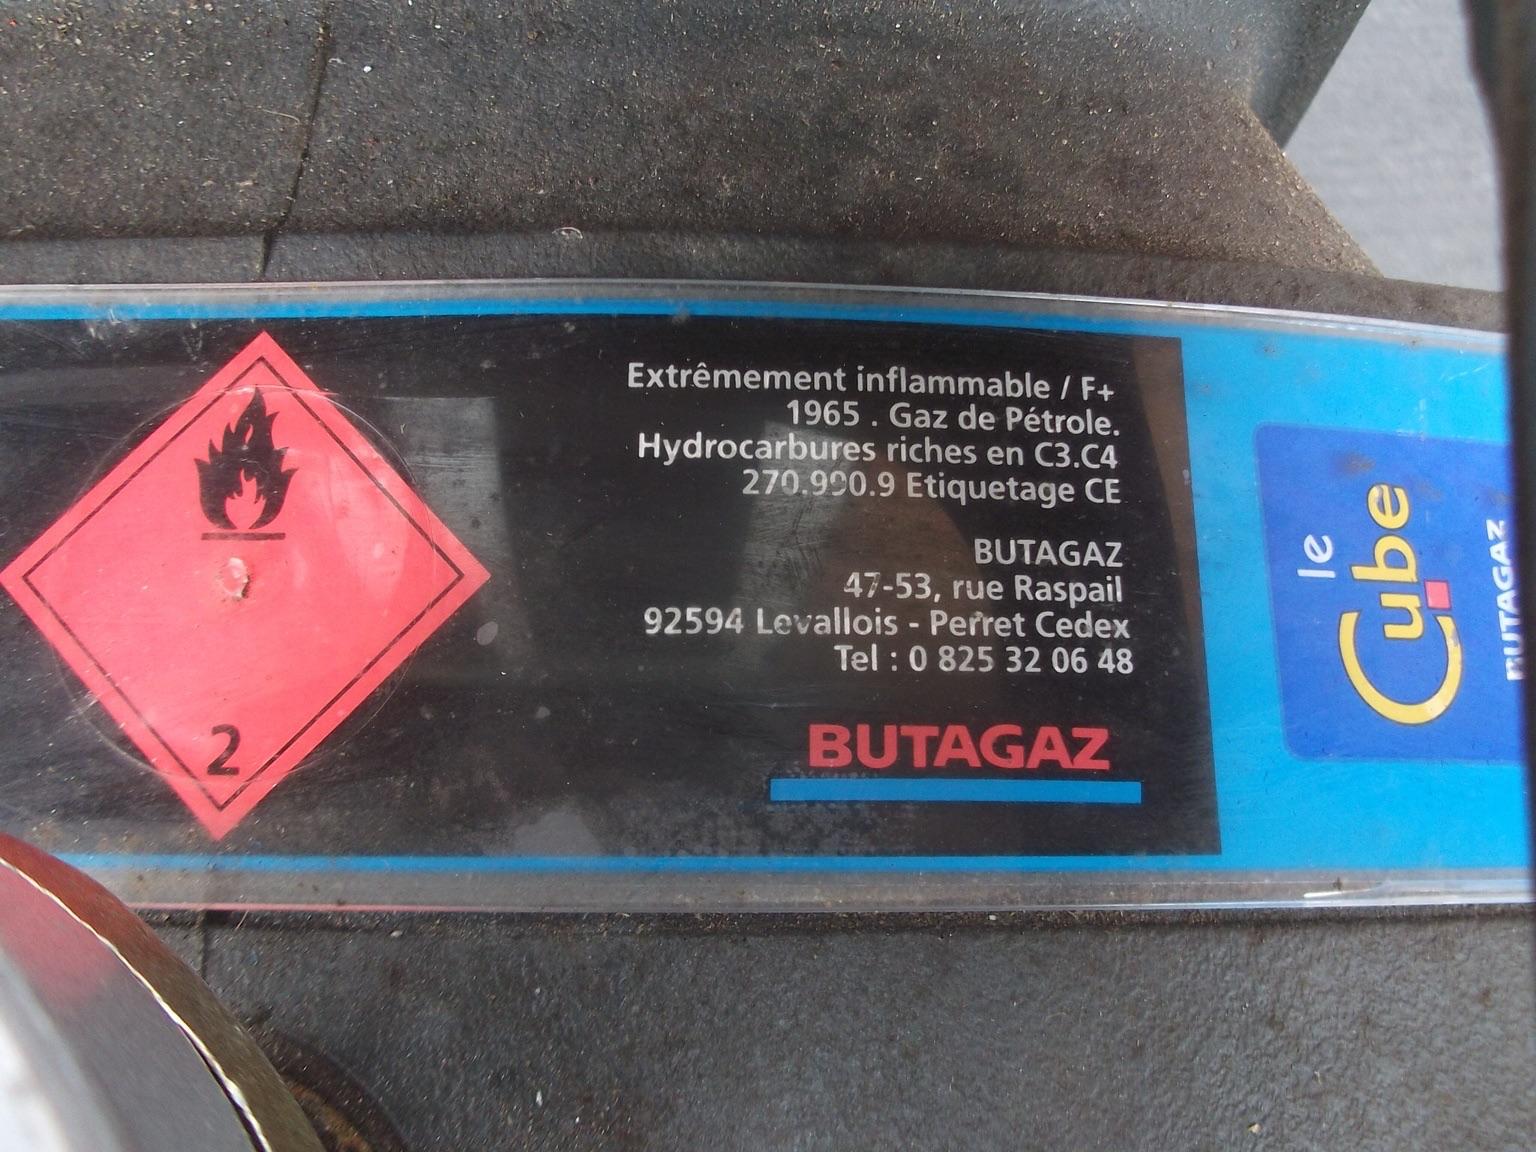 Extrêmement inflammable / F+
1965 . Gaz de Pétrole.
Hydrocarbures riches en C3.C4
270.990.9 Etiquetage CE
BUTAGAZ
47-53, rue Raspail
92594 Levallois - Perret Cedex
Tel : 0 825 32 06 48
BUTAGAZ
2
le
Cube
BUTAGAZ